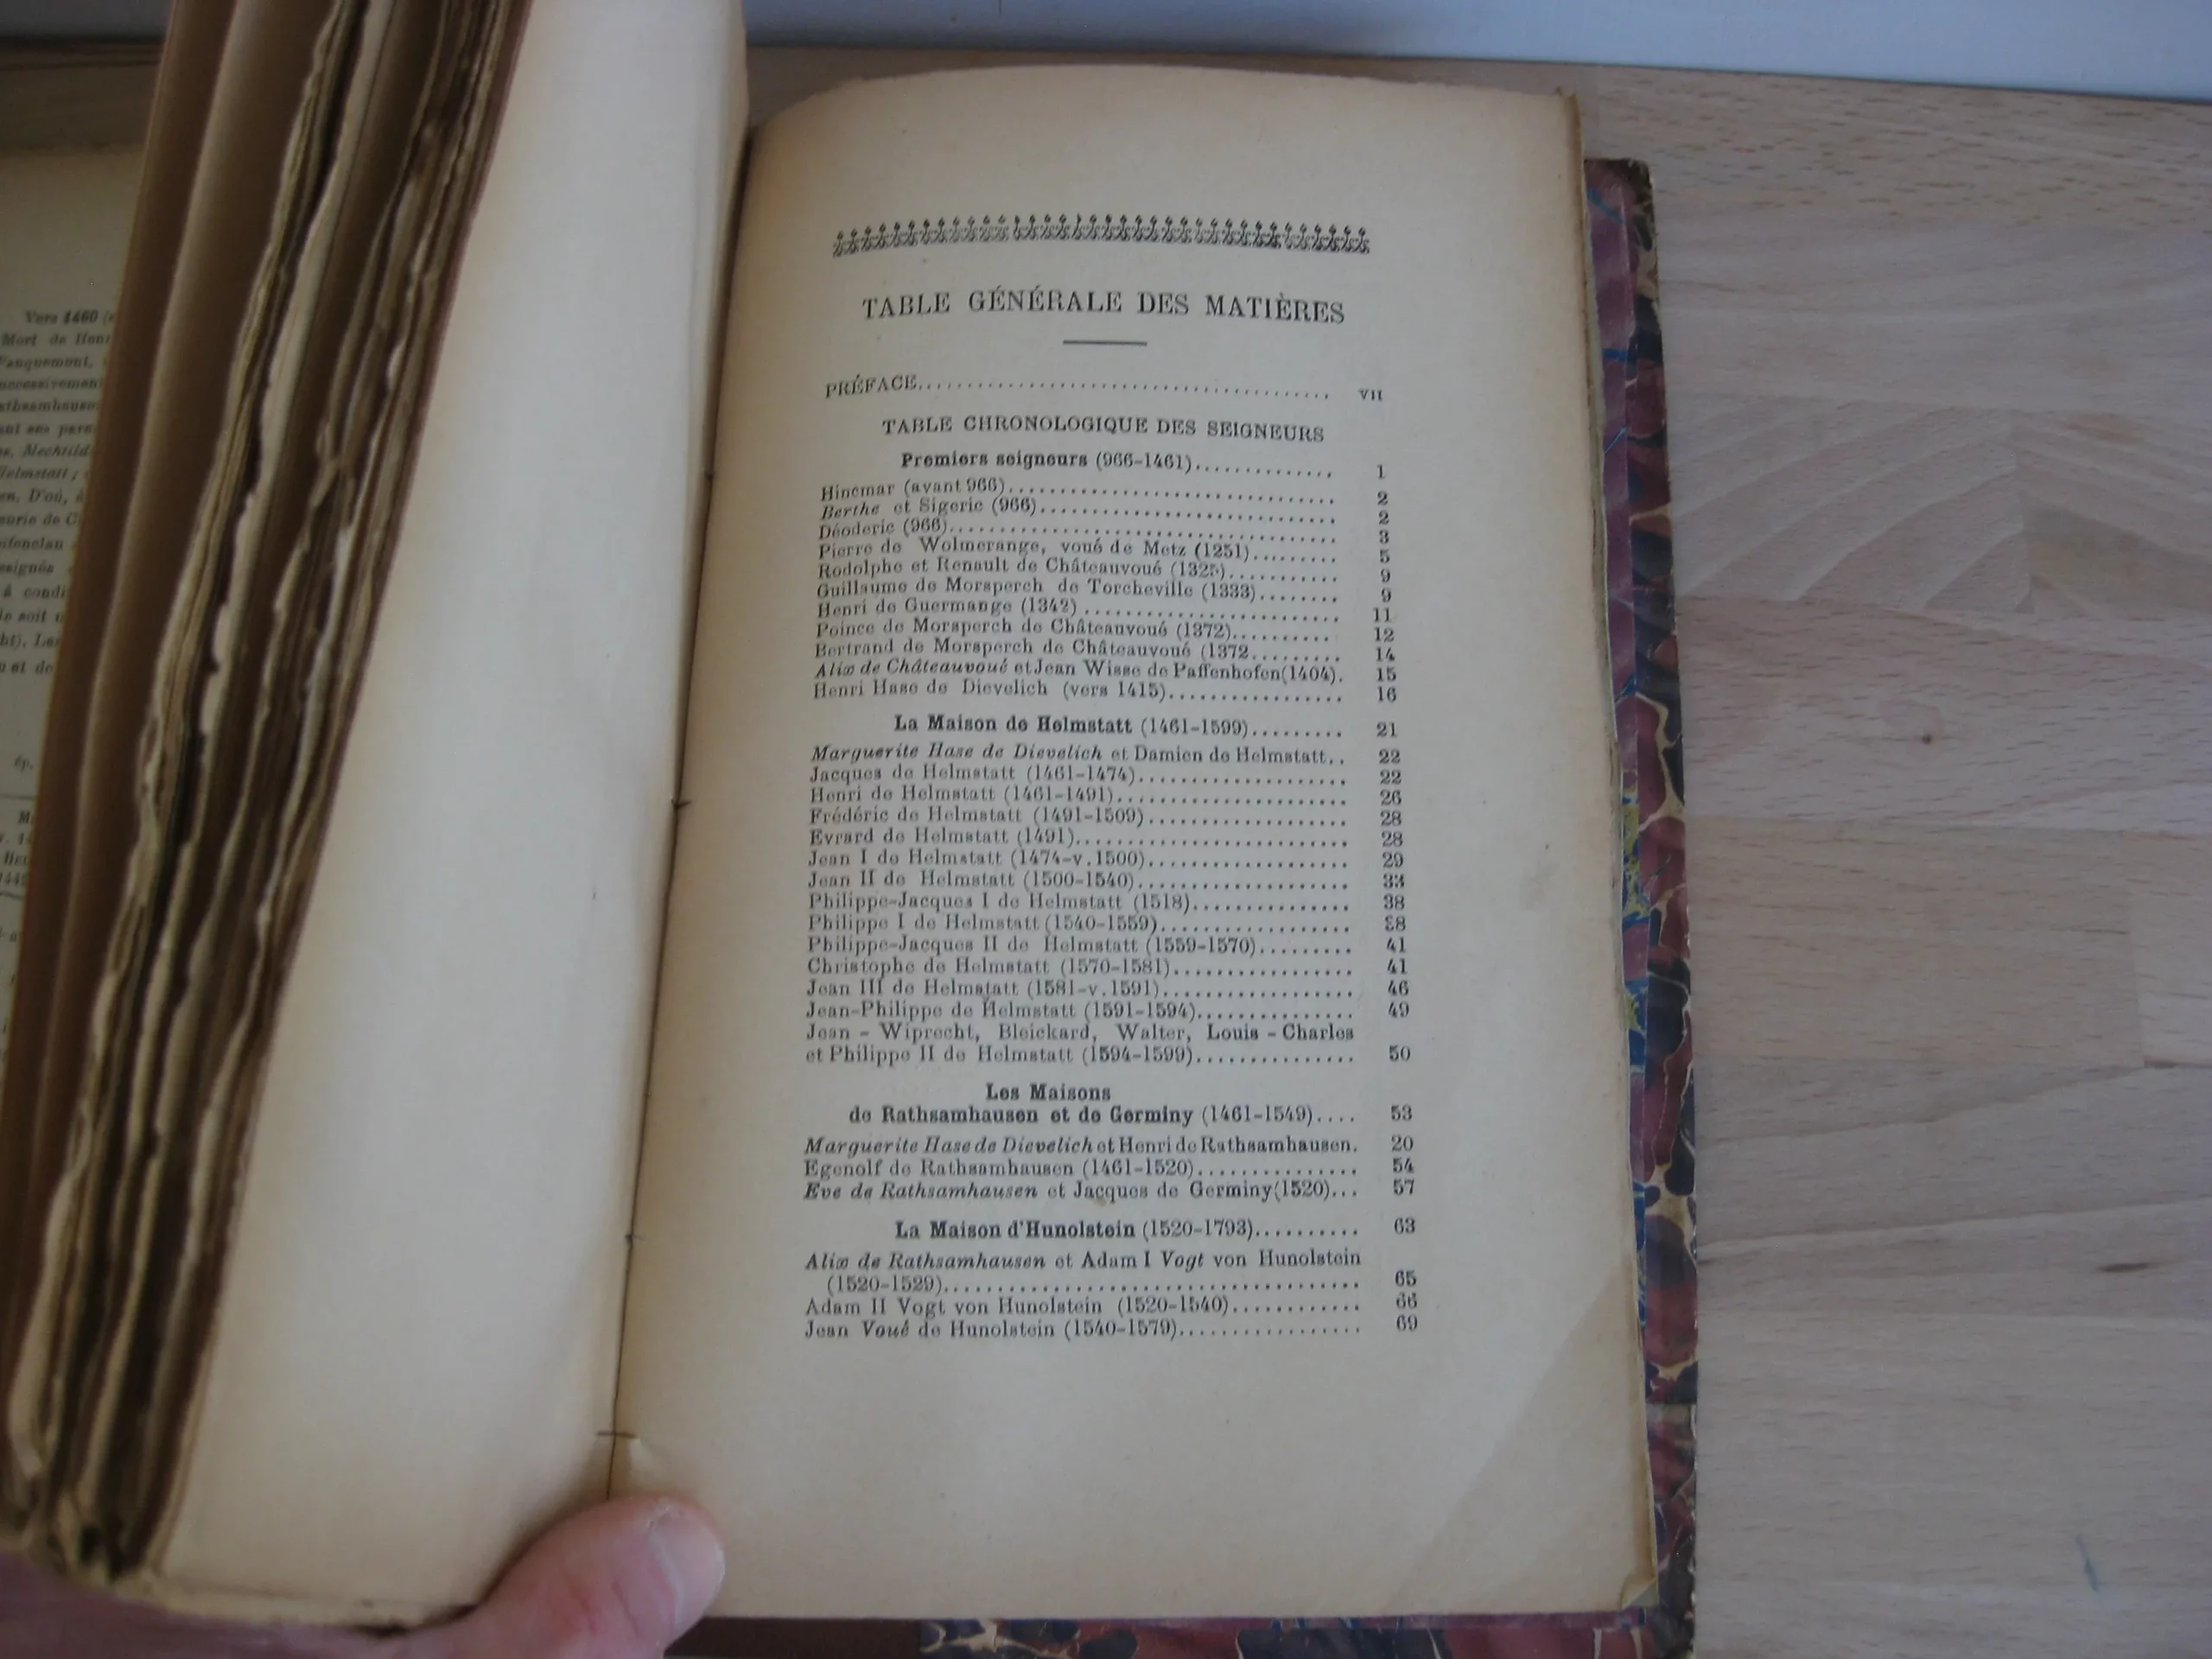 Vers 1460
Mort de Henr
TABLE GÉNÉRALE DES MATIÈRES
PRÉFACE........................................ VII
TABLE CHRONOLOGIQUE DES SEIGNEURS
Premiers seigneurs (966-1461).............. 1
Hincmar (avant 966)................................ 2
Berthe et Sigeric (966)............................. 2
Déoderic (966)..................................... 3
Pierre de Wolmerange, voué de Metz (1251)......... 5
Rodolphe et Renault de Châteauvoué (1325)........... 9
Guillaume de Morsperch de Torcheville (1333)........ 9
Henri de Guermange (1342) ........................ 11
Poince de Morsperch de Châteauvoué (1372).......... 12
Bertrand de Morsperch de Châteauvoué (1372......... 14
Alix de Châteauvoué et Jean Wisse de Paffenhofen(1404). 15
Henri Hase de Dievelich (vers 1415)................. 16
La Maison de Helmstatt (1461-1599)......... 21
Marguerite Hase de Dievelich et Damien de Helmstatt.. 22
Jacques de Helmstatt (1461-1474).................... 22
Henri de Helmstatt (1461-1491)...................... 26
Frédéric de Helmstatt (1491-1509)................... 28
Evrard de Helmstatt (1491).......................... 28
Jean I de Helmstatt (1474-v.1500)................... 29
Jean II de Helmstatt (1500-1540).................... 33
Philippe-Jacques I de Helmstatt (1518).............. 38
Philippe I de Helmstatt (1540-1559)................. 38
Philippe-Jacques II de Helmstatt (1559-1570)........ 41
Christophe de Helmstatt (1570-1581)................ 41
Jean III de Helmstatt (1581-v.1591)................. 46
Jean-Philippe de Helmstatt (1591-1594).............. 49
Jean - Wiprecht, Bleickard, Walter, Louis - Charles
et Philippe II de Helmstatt (1594-1599).............. 50
Les Maisons
de Rathsamhausen et de Germiny (1461-1549).... 53
Marguerite Hase de Dievelich et Henri de Rathsamhausen. 20
Egenolf de Rathsamhausen (1461-1520)............... 54
Eve de Rathsamhausen et Jacques de Germiny(1520)... 57
La Maison d'Hunolstein (1520-1793).......... 63
Alix de Rathsamhausen et Adam I Vogt von Hunolstein
(1520-1529)........................................ 65
Adam II Vogt von Hunolstein (1520-1540)............ 66
Jean Voué de Hunolstein (1540-1579)................. 69